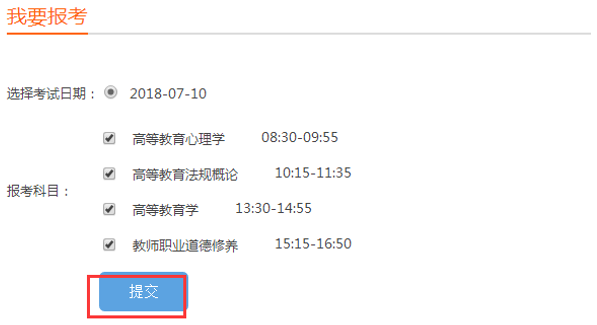 我要报考
选择考试日期： 2018-07-10
高等教育心理学 08:30-09:55
高等教育法规概论 10:15-11:35
报考科目：
高等教育学 13:30-14:55
教师职业道德修养 15:15-16:50
提交